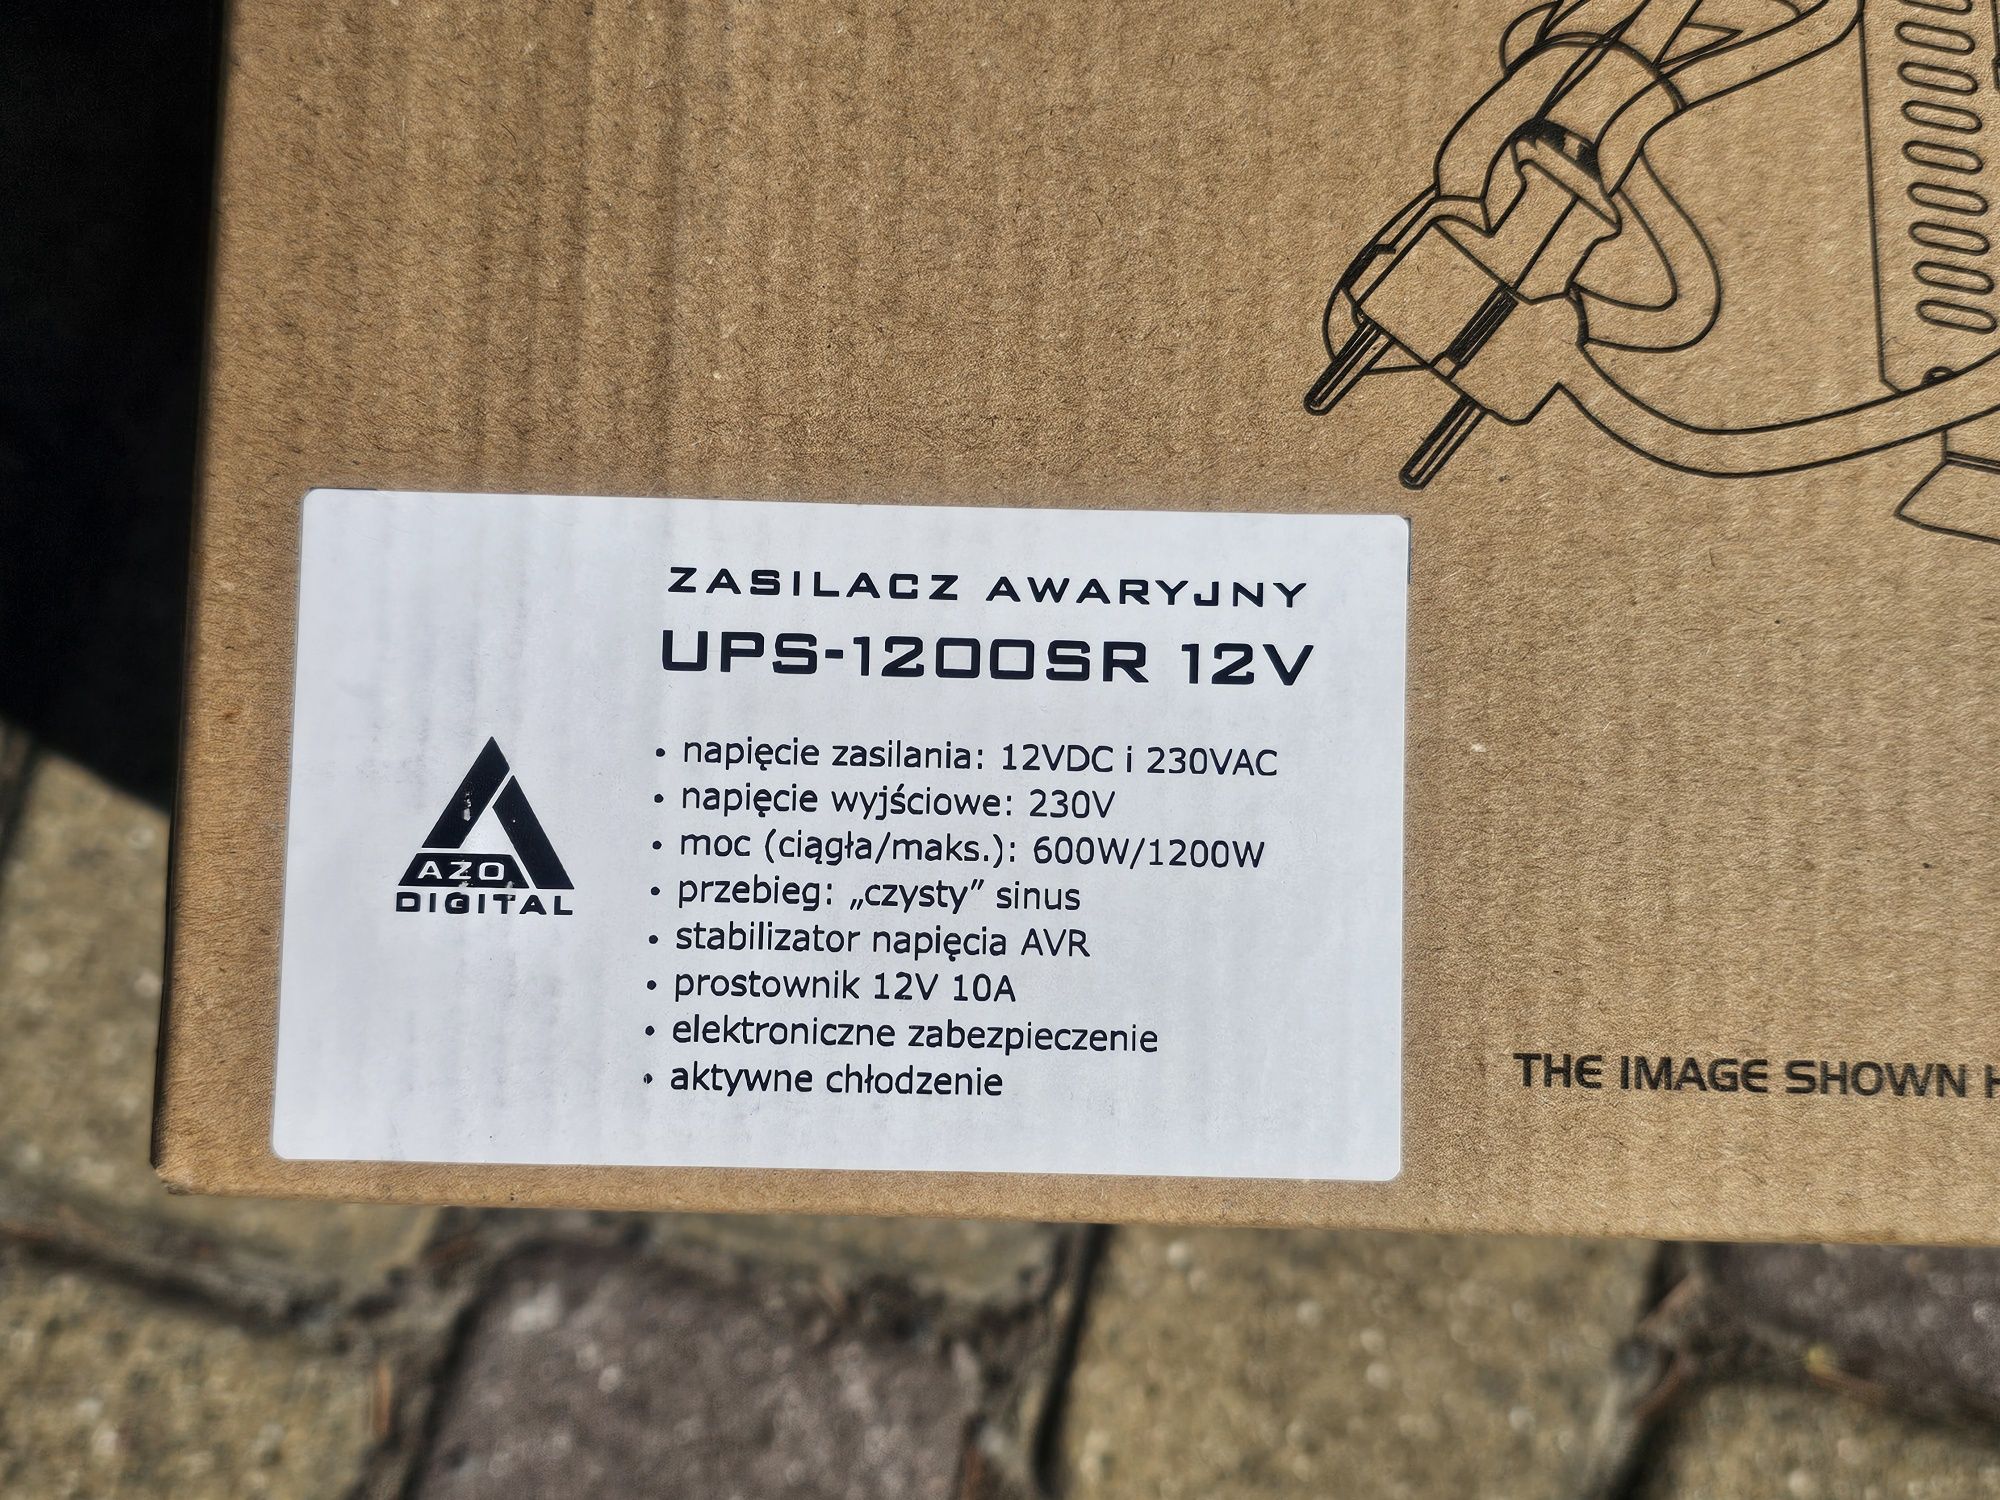 ZASILACZ AWARYJNY
UPS-1200SR 12V
• napięcie zasilania: 12VDC i 230VAC
• napięcie wyjściowe: 230V
• moc (ciągła/maks.): 600W/1200W
• przebieg: „czysty” sinus
• stabilizator napięcia AVR
• prostownik 12V 10A
• elektroniczne zabezpieczenie
• aktywne chłodzenie
AZO
DIGITAL
THE IMAGE SHOWN